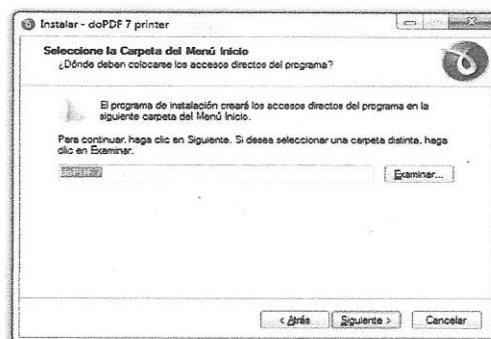 Instalar - doPDF 7 printer
Seleccione la Carpeta del Menú Inicio
¿Dónde deben colocarse los accesos directos del programa?
El programa de instalación creará los accesos directos del programa en la
siguiente carpeta del Menú Inicio.
Para continuar, haga clic en Siguiente. Si desea seleccionar una carpeta distinta, haga
clic en Examinar.
doPDF 7
Examinar...
< Atrás
Siguiente >
Cancelar